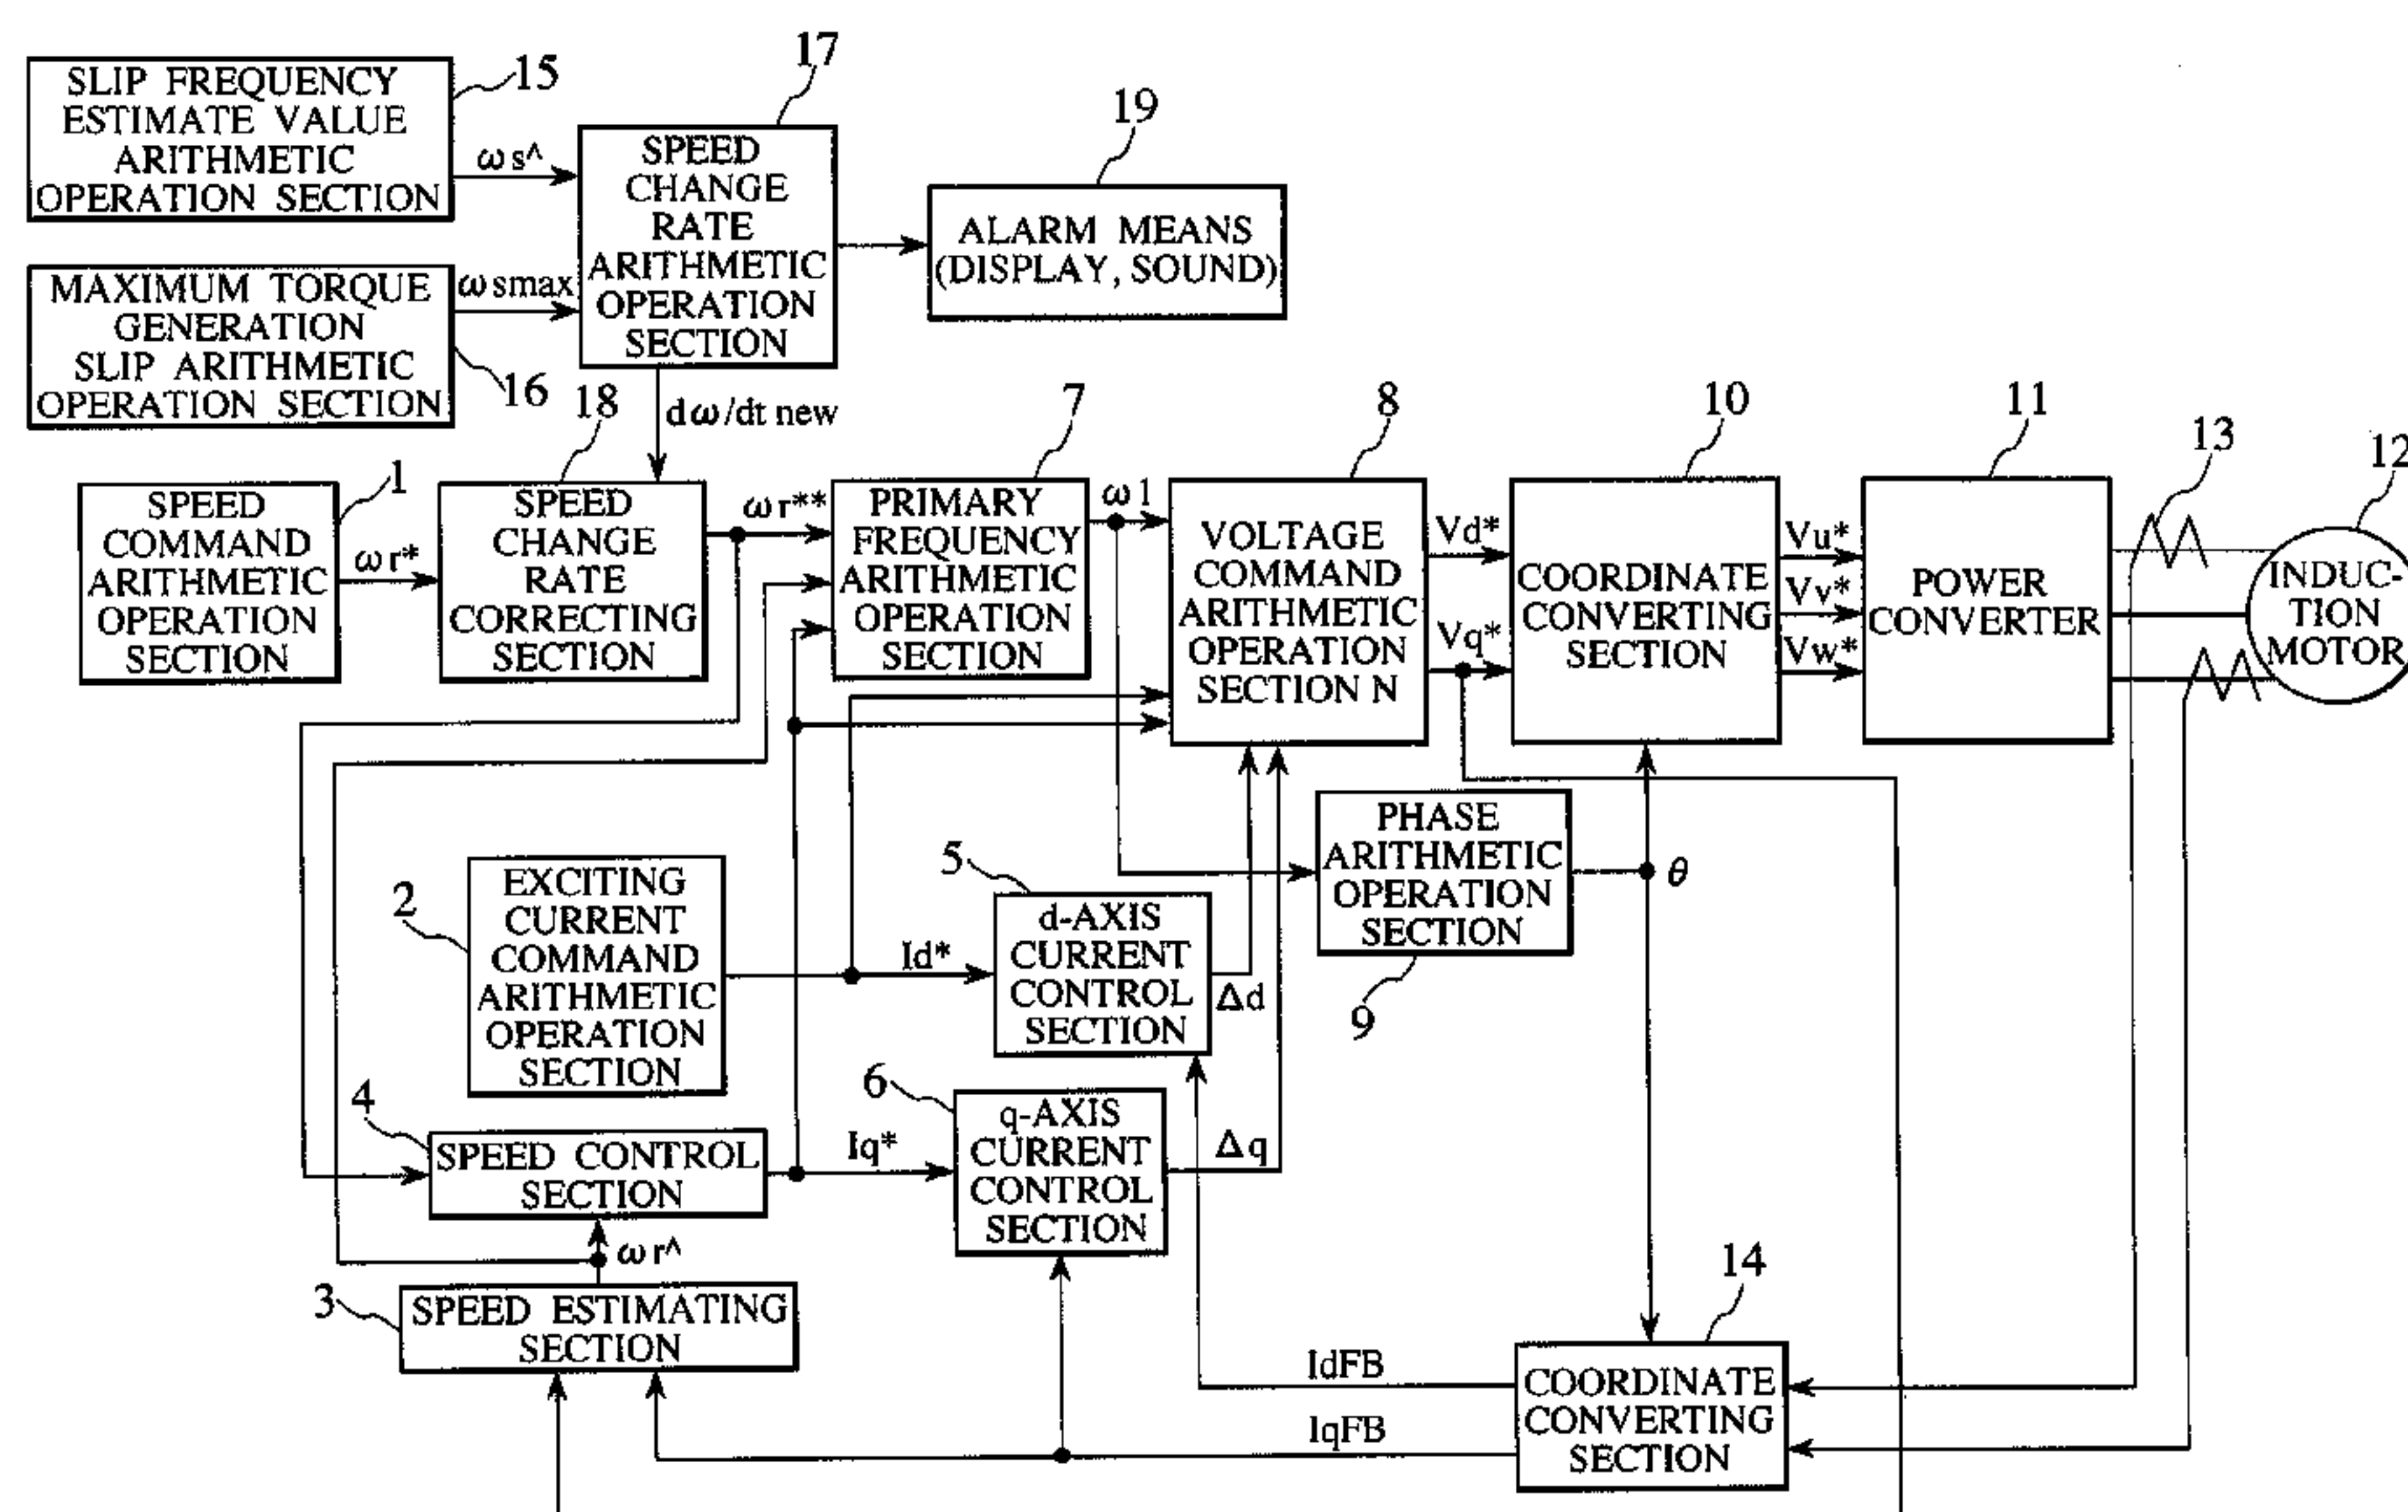 17
15
SLIP FREQUENCY
ESTIMATE VALUE
ARITHMETIC
OPERATION SECTION
ωs^
19
SPEED
CHANGE
RATE
ARITHMETIC
OPERATION
SECTION
ALARM MEANS
(DISPLAY, SOUND)
MAXIMUM TORQUE
GENERATION
SLIP ARITHMETIC
OPERATION SECTION
ωsmax
16
dω/dt new
18
7
8
10
11
13
12
1
SPEED
COMMAND
ARITHMETIC
OPERATION
SECTION
ωr*
SPEED
CHANGE
RATE
CORRECTING
SECTION
ωr**
PRIMARY
FREQUENCY
ARITHMETIC
OPERATION
SECTION
ω1
VOLTAGE
COMMAND
ARITHMETIC
OPERATION
SECTION N
Vd*
Vq*
COORDINATE
CONVERTING
SECTION
Vu*
Vv*
Vw*
POWER
CONVERTER
INDUC-
TION
MOTOR
PHASE
ARITHMETIC
OPERATION
SECTION
θ
9
2
EXCITING
CURRENT
COMMAND
ARITHMETIC
OPERATION
SECTION
Id*
5
d-AXIS
CURRENT
CONTROL
SECTION
Δd
4
SPEED CONTROL
SECTION
Iq*
6
q-AXIS
CURRENT
CONTROL
SECTION
Δq
ωr^
3
SPEED ESTIMATING
SECTION
14
IdFB
IqFB
COORDINATE
CONVERTING
SECTION